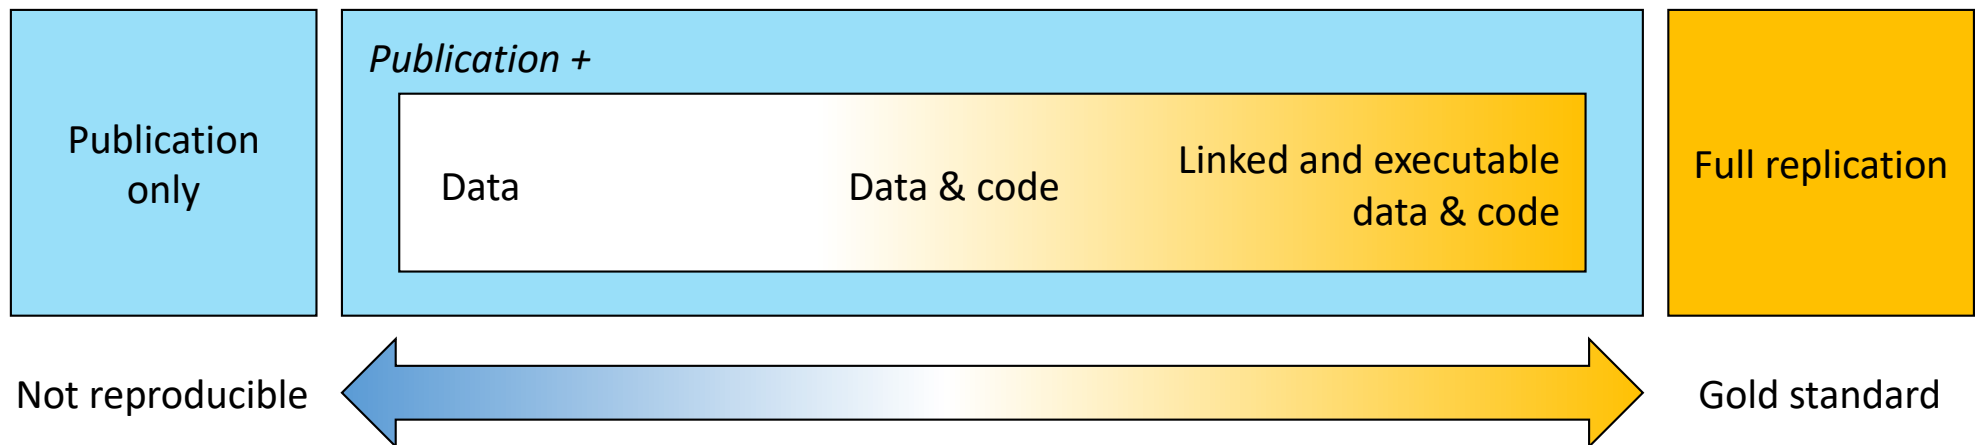 Publication
only
Publication +
Data
Data & code
Linked and executable
data & code
Full replication
Not reproducible
Gold standard